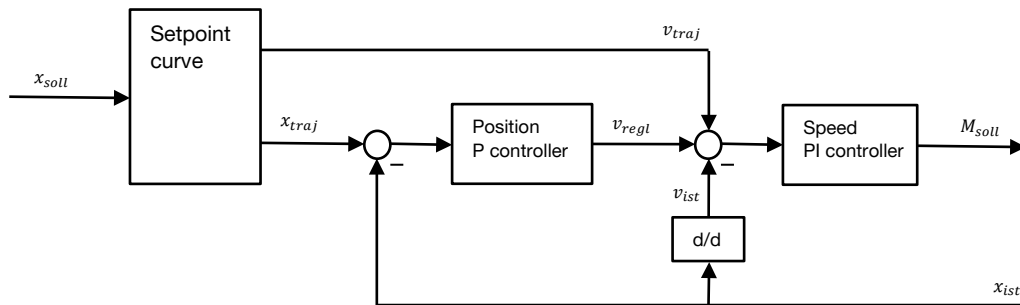 Setpoint
curve
v_traj
x_soll
x_traj
Position
P controller
v_regl
Speed
PI controller
M_soll
−
−
v_ist
d/d
x_ist